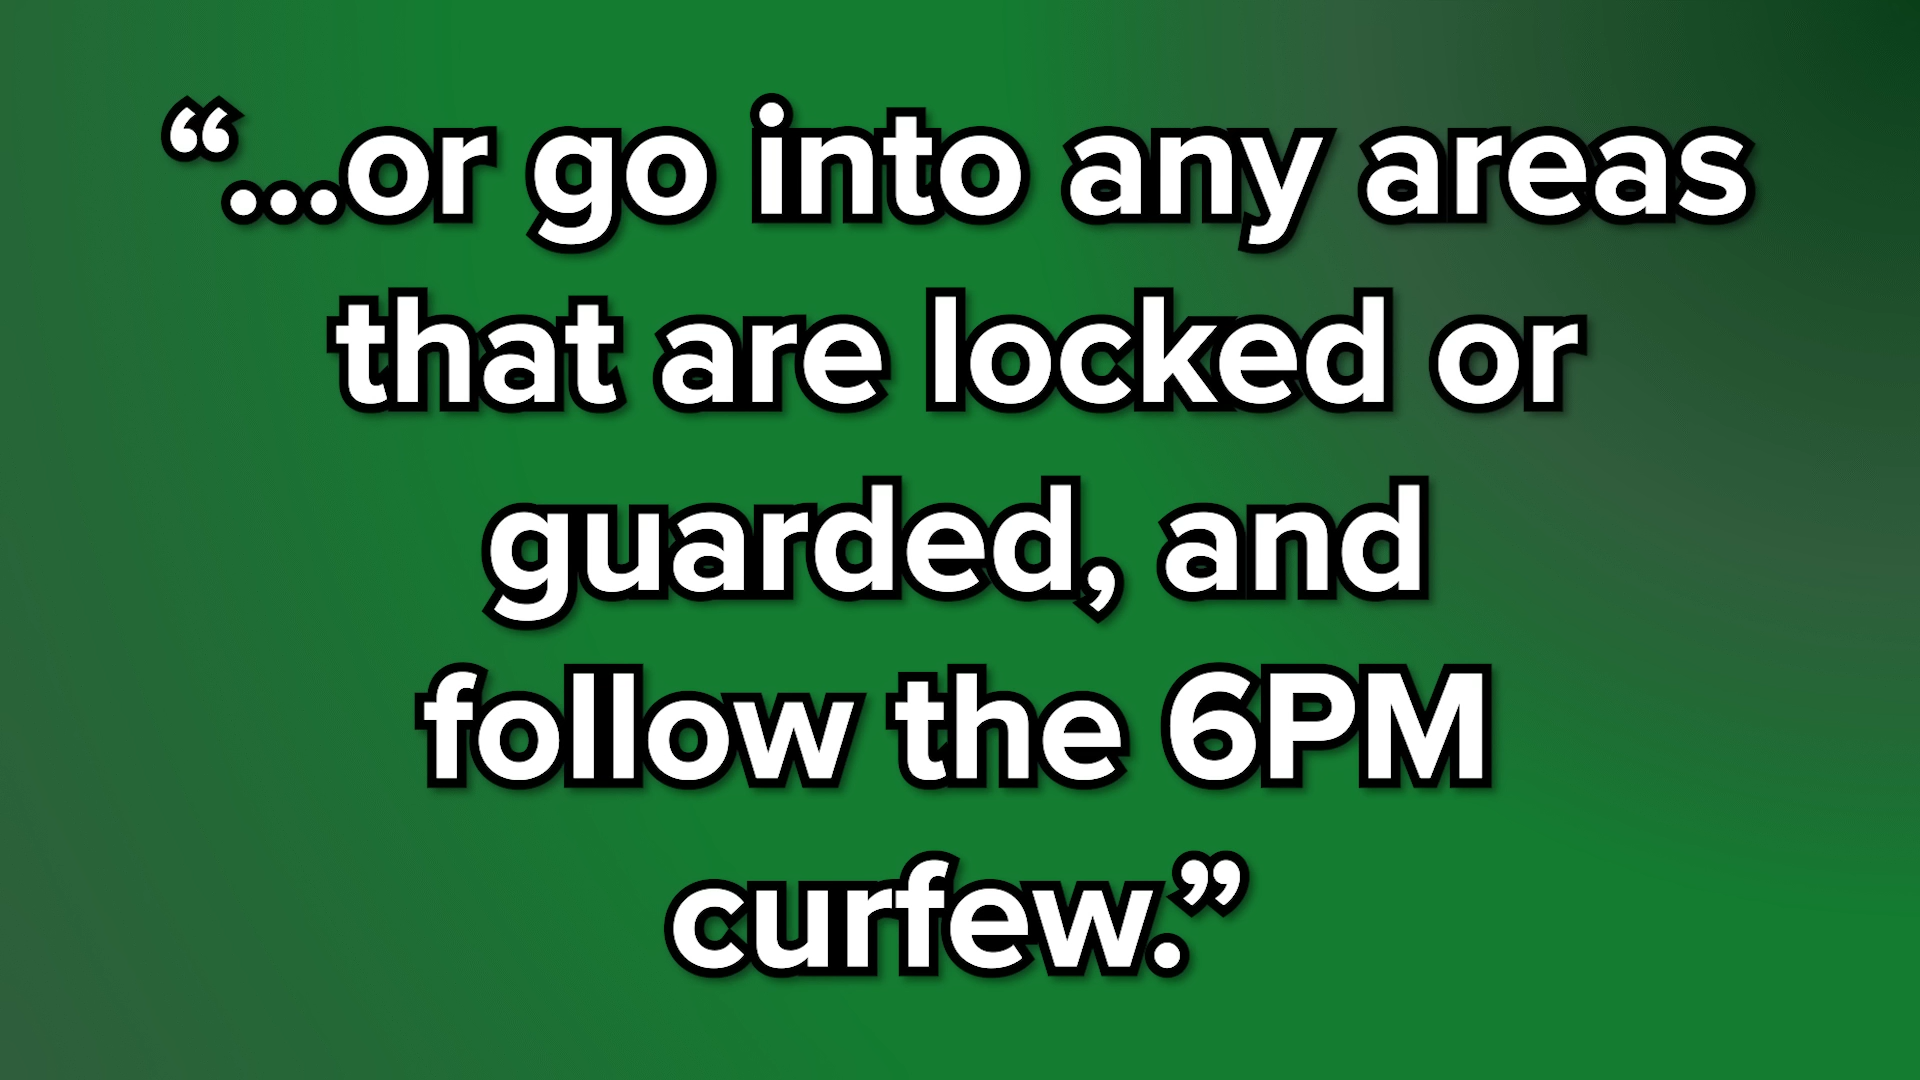 “...or go into any areas
that are locked or
guarded, and
follow the 6PM
curfew.”